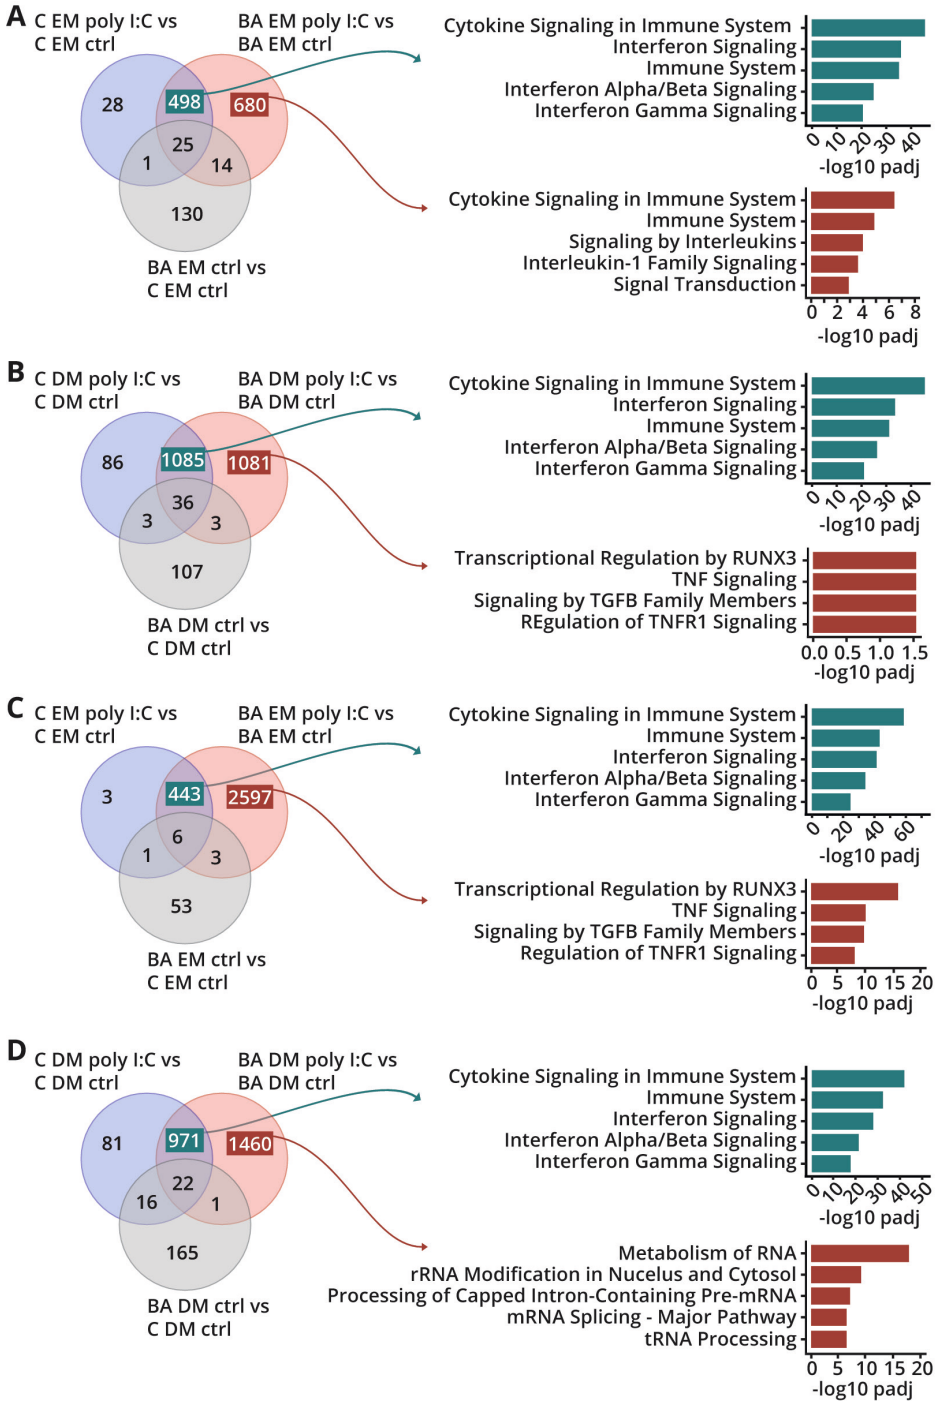 A
C EM poly I:C vs
C EM ctrl
BA EM poly I:C vs
BA EM ctrl
28
498
680
25
1
14
130
BA EM ctrl vs
C EM ctrl
Cytokine Signaling in Immune System
Interferon Signaling
Immune System
Interferon Alpha/Beta Signaling
Interferon Gamma Signaling
0 10 20 30 40
-log10 padj
Cytokine Signaling in Immune System
Immune System
Signaling by Interleukins
Interleukin-1 Family Signaling
Signal Transduction
0 2 4 6 8
-log10 padj
B
C DM poly I:C vs
C DM ctrl
BA DM poly I:C vs
BA DM ctrl
86
1085
1081
36
3
3
107
BA DM ctrl vs
C DM ctrl
Cytokine Signaling in Immune System
Interferon Signaling
Immune System
Interferon Alpha/Beta Signaling
Interferon Gamma Signaling
0 10 20 30 40
-log10 padj
Transcriptional Regulation by RUNX3
TNF Signaling
Signaling by TGFB Family Members
REgulation of TNFR1 Signaling
0.0 0.5 1.0 1.5
-log10 padj
C
C EM poly I:C vs
C EM ctrl
BA EM poly I:C vs
BA EM ctrl
3
443
2597
6
1
3
53
BA EM ctrl vs
C EM ctrl
Cytokine Signaling in Immune System
Immune System
Interferon Signaling
Interferon Alpha/Beta Signaling
Interferon Gamma Signaling
0 20 40 60
-log10 padj
Transcriptional Regulation by RUNX3
TNF Signaling
Signaling by TGFB Family Members
Regulation of TNFR1 Signaling
0 5 10 15 20
-log10 padj
D
C DM poly I:C vs
C DM ctrl
BA DM poly I:C vs
BA DM ctrl
81
971
1460
22
16
1
165
BA DM ctrl vs
C DM ctrl
Cytokine Signaling in Immune System
Immune System
Interferon Signaling
Interferon Alpha/Beta Signaling
Interferon Gamma Signaling
0 10 20 30 40 50
-log10 padj
Metabolism of RNA
rRNA Modification in Nucelus and Cytosol
Processing of Capped Intron-Containing Pre-mRNA
mRNA Splicing - Major Pathway
tRNA Processing
0 5 10 15 20
-log10 padj